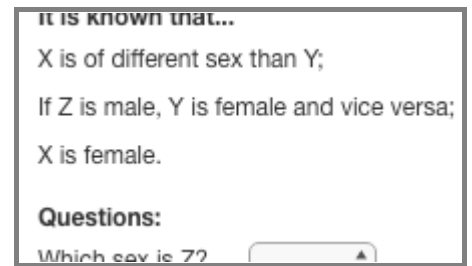 It is known that...
X is of different sex than Y;
If Z is male, Y is female and vice versa;
X is female.
Questions:
Which sex is Z?